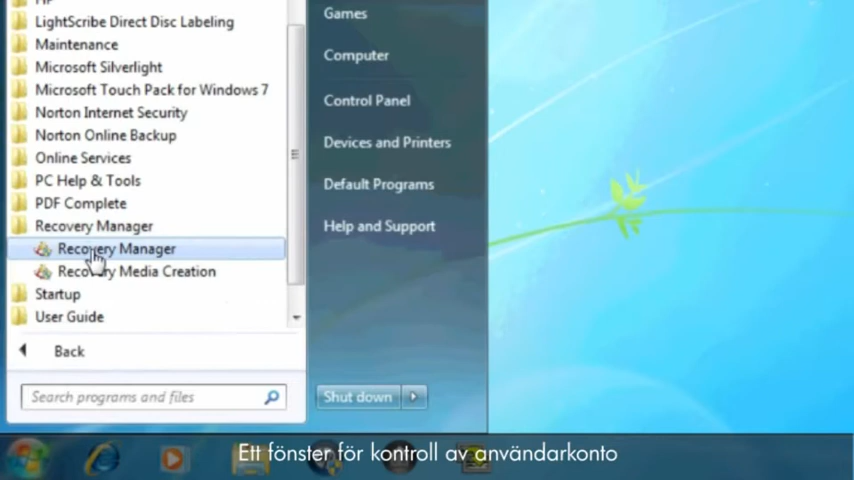 HP
LightScribe Direct Disc Labeling
Maintenance
Microsoft Silverlight
Microsoft Touch Pack for Windows 7
Norton Internet Security
Norton Online Backup
Online Services
PC Help & Tools
PDF Complete
Recovery Manager
Recovery Manager
Recovery Media Creation
Startup
User Guide
Back
Search programs and files
Games
Computer
Control Panel
Devices and Printers
Default Programs
Help and Support
Shut down
Ett fönster för kontroll av användarkonto